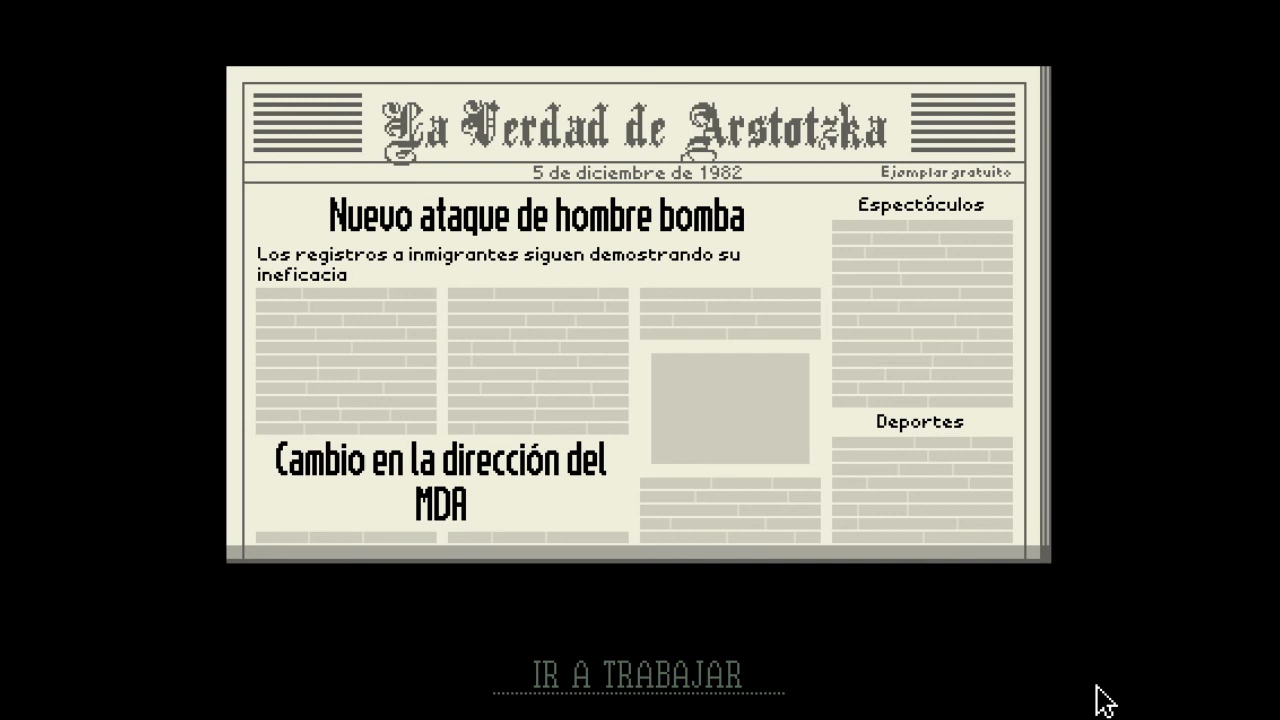 La Verdad de Arstotzka
5 de diciembre de 1982
Ejemplar gratuito
Nuevo ataque de hombre bomba
Los registros a inmigrantes siguen demostrando su
ineficacia
Cambio en la dirección del
MDA
Espectáculos
Deportes
IR A TRABAJAR